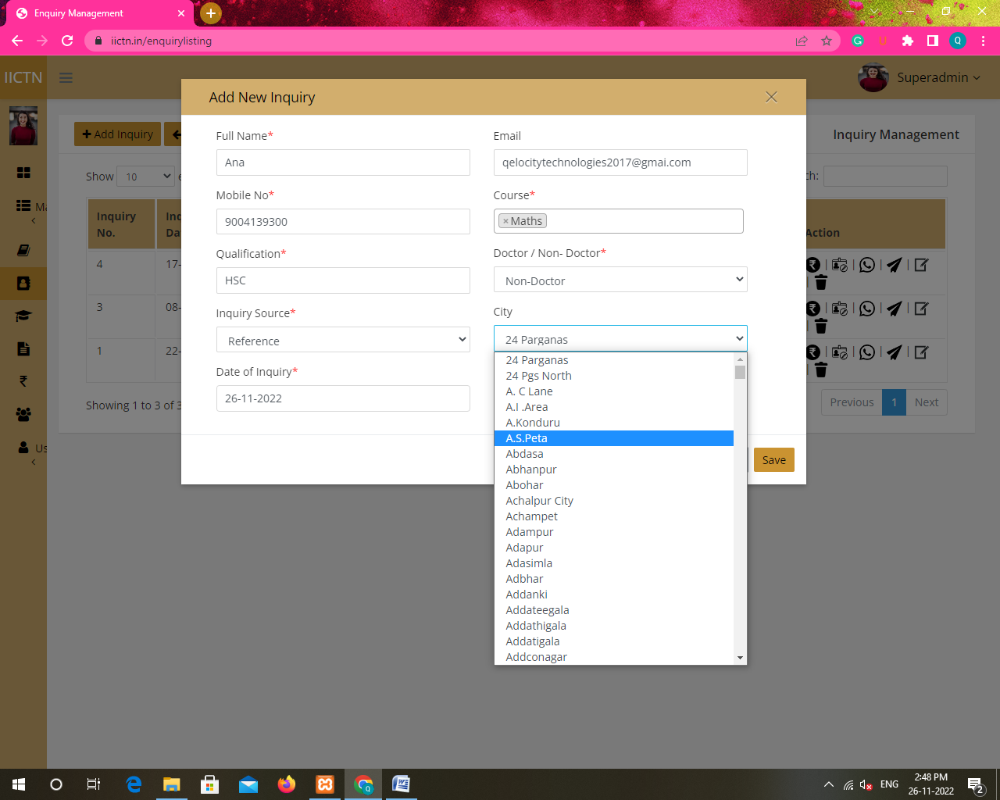 Enquiry Management
iictn.in/enquirylisting
IICTN
Superadmin
Add New Inquiry
Add Inquiry
Inquiry Management
Full Name*
Ana
Email
qelocitytechnologies2017@gmai.com
Show 10
Mobile No*
9004139300
Course*
× Maths
Inquiry No.
Action
Qualification*
HSC
Doctor / Non- Doctor*
Non-Doctor
4 17-
3 08-
1 22-
Inquiry Source*
Reference
City
24 Parganas
Date of Inquiry*
26-11-2022
Showing 1 to 3 of 3
Previous 1 Next
24 Parganas
24 Pgs North
A. C Lane
A.I .Area
A.Konduru
A.S.Peta
Abdasa
Abhanpur
Abohar
Achalpur City
Achampet
Adampur
Adapur
Adasimla
Adbhar
Addanki
Addateegala
Addathigala
Addatigala
Addconagar
Save
ENG
2:48 PM
26-11-2022
2